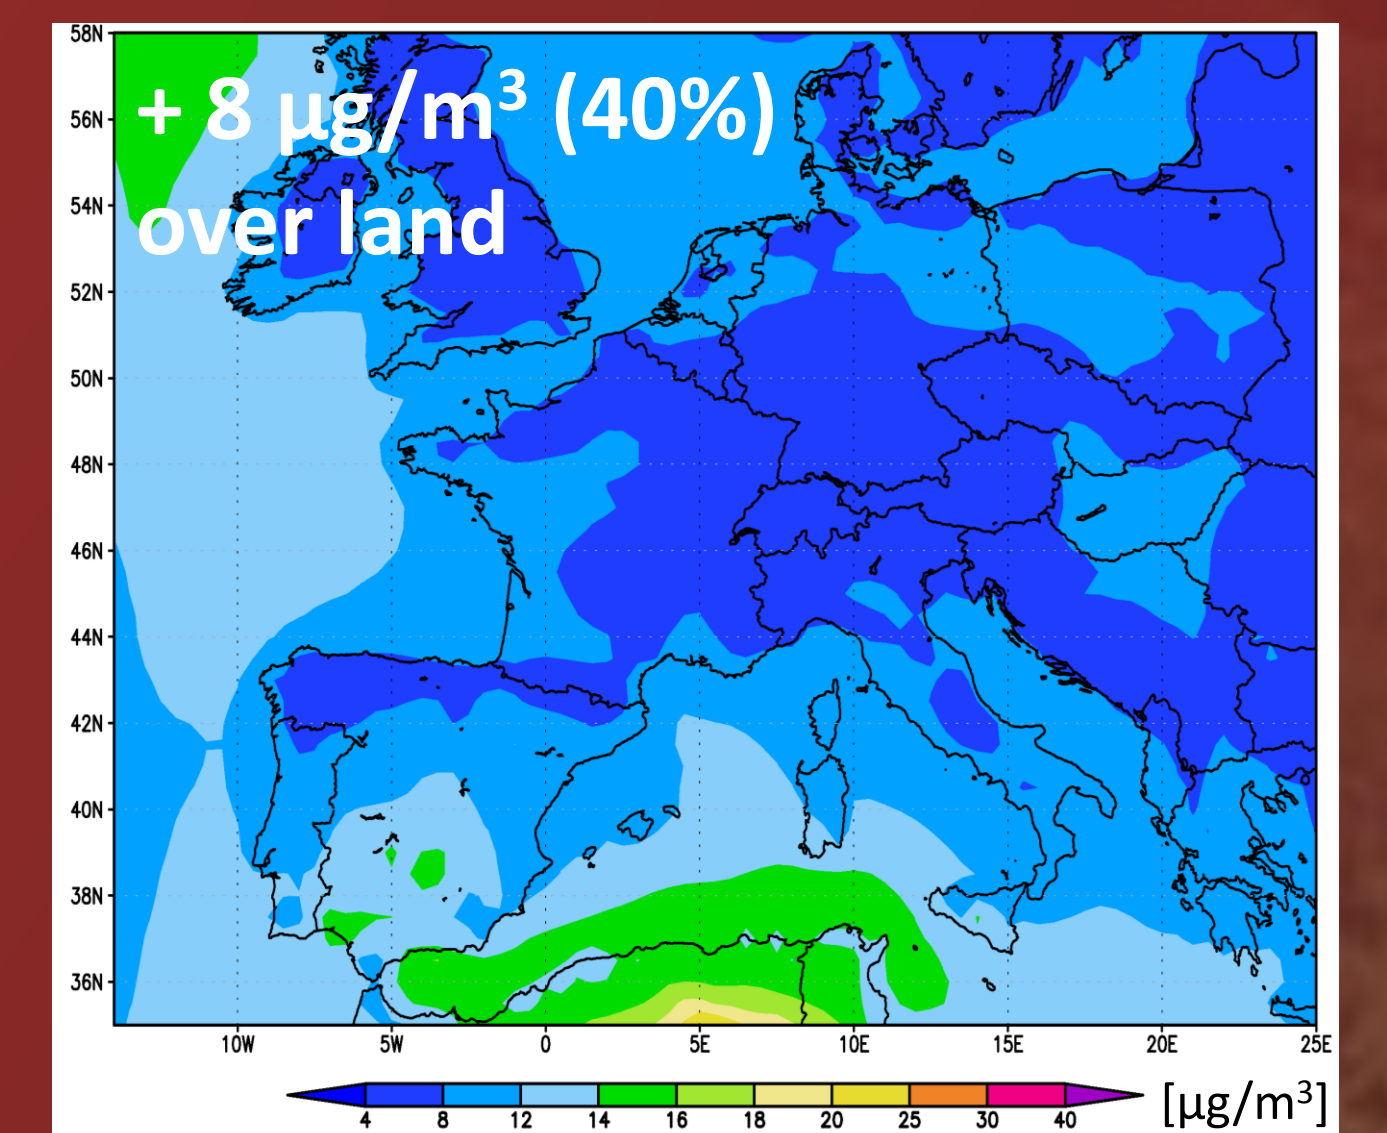 58N
+ 8 µg/m³ (40%)
56N
54N
over land
52N
50N
48N
46N
44N
42N
40N
38N
36N
10W 5W 0 5E 10E 15E 20E 25E
4 8 12 14 16 18 20 25 30 40 [µg/m³]